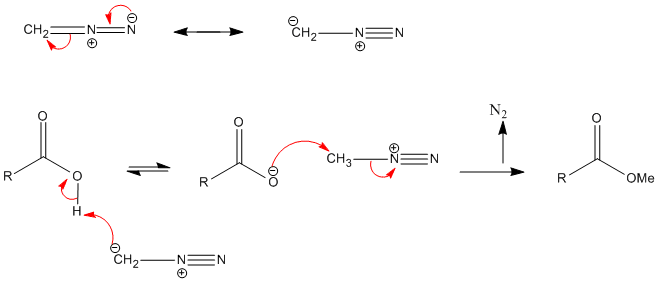 CH2 N⊕ N⊖ ⊖CH2 N⊕ N
N2
O O O
R O H R O⊖ CH3 N⊕ N R OMe
⊖CH2 N⊕ N